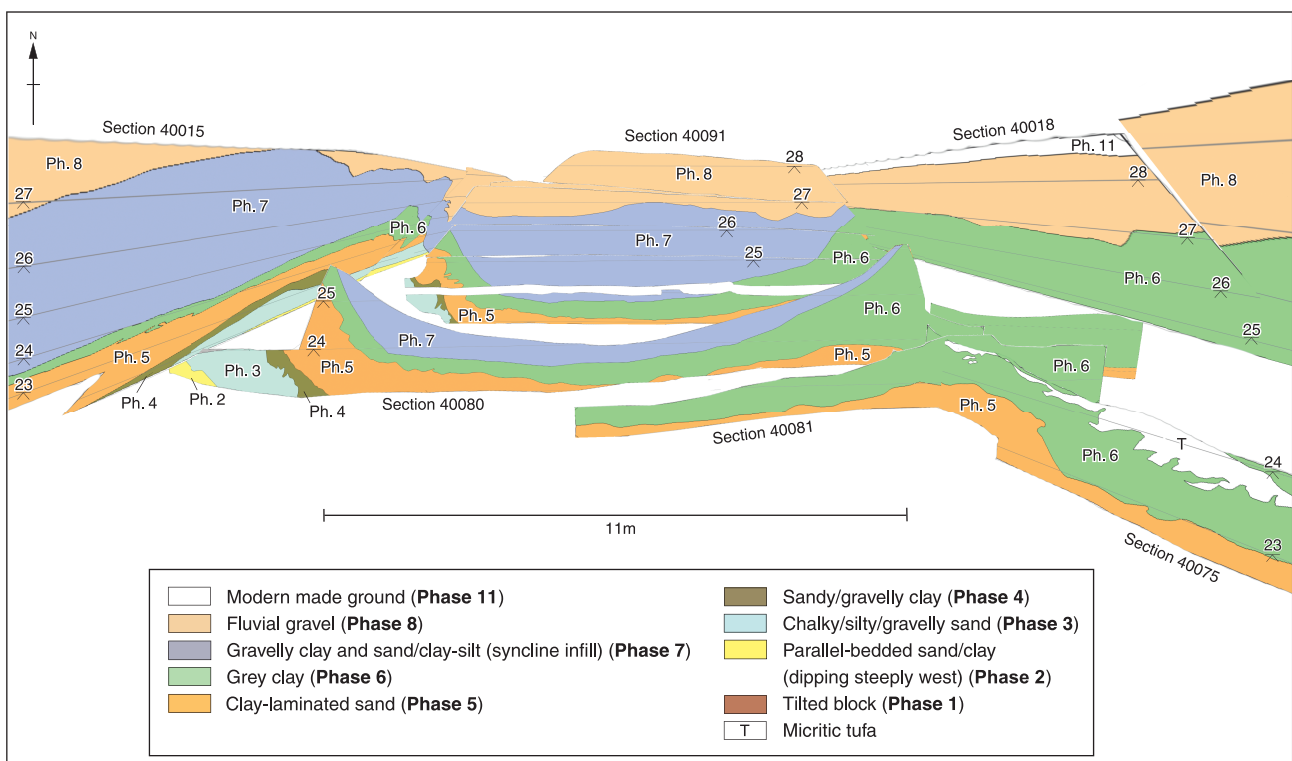 N
Section 40015
Section 40091
Section 40018
Ph. 8
28
Ph. 8
Ph. 11
28
Ph. 8
27
Ph. 7
27
Ph. 6
26
Ph. 7
27
26
25
Ph. 6
Ph. 6
26
25
25
Ph. 5
Ph. 6
25
24
24
Ph. 7
Ph. 5
23
Ph. 5
Ph. 3
Ph. 5
Ph. 6
Ph. 4
Ph. 2
Ph. 4
Section 40080
Ph. 5
Section 40081
T
Ph. 6
24
11m
23
Section 40075
Modern made ground (Phase 11)
Fluvial gravel (Phase 8)
Gravelly clay and sand/clay-silt (syncline infill) (Phase 7)
Grey clay (Phase 6)
Clay-laminated sand (Phase 5)
Sandy/gravelly clay (Phase 4)
Chalky/silty/gravelly sand (Phase 3)
Parallel-bedded sand/clay
(dipping steeply west) (Phase 2)
Tilted block (Phase 1)
T Micritic tufa